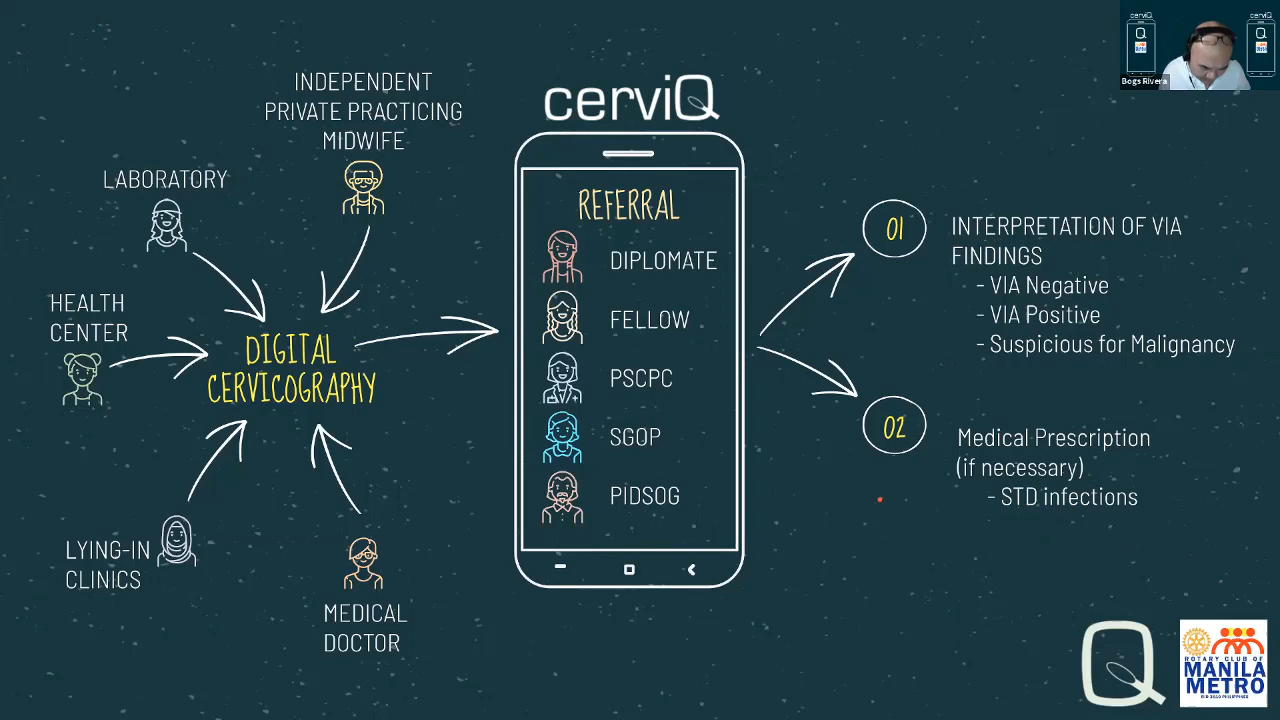 INDEPENDENT
PRIVATE PRACTICING
MIDWIFE
LABORATORY
HEALTH
CENTER
DIGITAL
CERVICOGRAPHY
LYING-IN
CLINICS
MEDICAL
DOCTOR
cerviQ
REFERRAL
DIPLOMATE
FELLOW
PSCPC
SGOP
PIDSOG
01
INTERPRETATION OF VIA
FINDINGS
- VIA Negative
- VIA Positive
- Suspicious for Malignancy
02
Medical Prescription
(if necessary)
- STD infections
cerviQ
cerviQ
Q
Q
Bogs Rivera
Q
ROTARY CLUB OF
MANILA
METRO